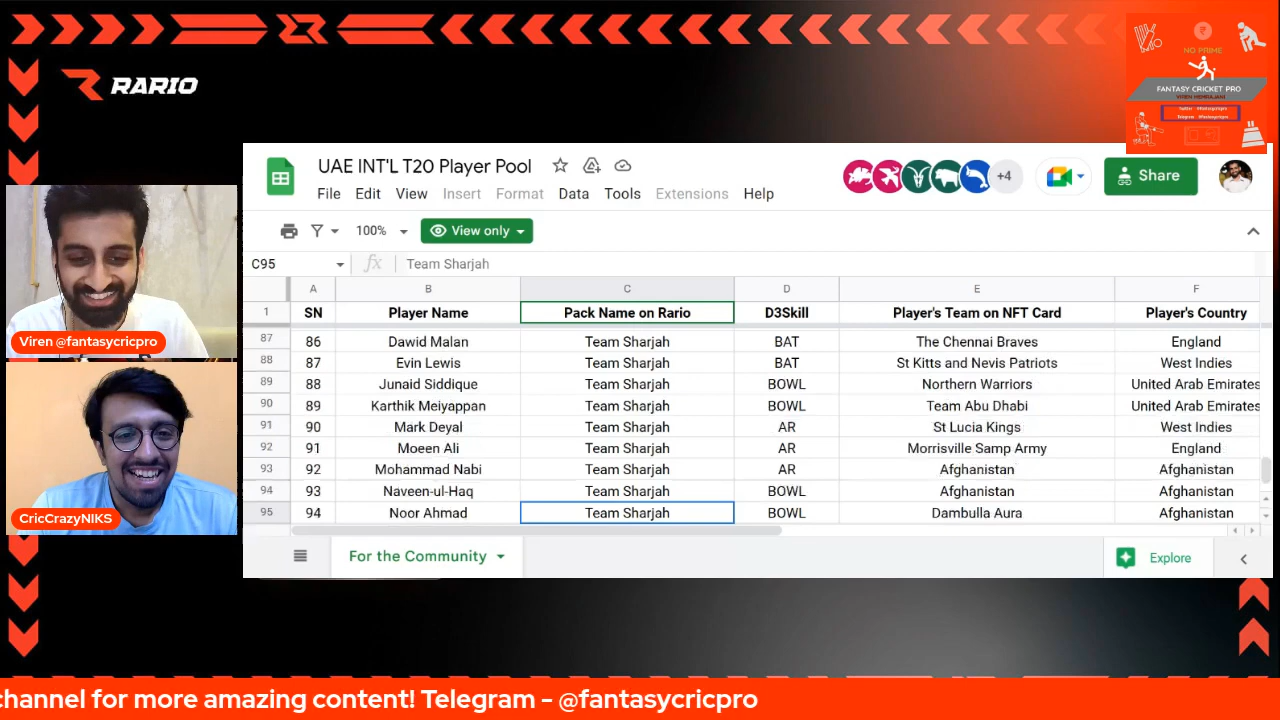 RARIO
NO PRIME
FANTASY CRICKET PRO
VIREN HEMRAJANI
UAE INT'L T20 Player Pool
+4
Share
File Edit View Insert Format Data Tools Extensions Help
100%
View only
C95 fx Team Sharjah
A B C D E F
1 SN Player Name Pack Name on Rario D3Skill Player's Team on NFT Card Player's Country
87 86 Dawid Malan Team Sharjah BAT The Chennai Braves England
88 87 Evin Lewis Team Sharjah BAT St Kitts and Nevis Patriots West Indies
89 88 Junaid Siddique Team Sharjah BOWL Northern Warriors United Arab Emirates
90 89 Karthik Meiyappan Team Sharjah BOWL Team Abu Dhabi United Arab Emirates
91 90 Mark Deyal Team Sharjah AR St Lucia Kings West Indies
92 91 Moeen Ali Team Sharjah AR Morrisville Samp Army England
93 92 Mohammad Nabi Team Sharjah AR Afghanistan Afghanistan
94 93 Naveen-ul-Haq Team Sharjah BOWL Afghanistan Afghanistan
95 94 Noor Ahmad Team Sharjah BOWL Dambulla Aura Afghanistan
For the Community
Explore
Viren @fantasycricpro
CricCrazyNIKS
channel for more amazing content! Telegram - @fantasycricpro